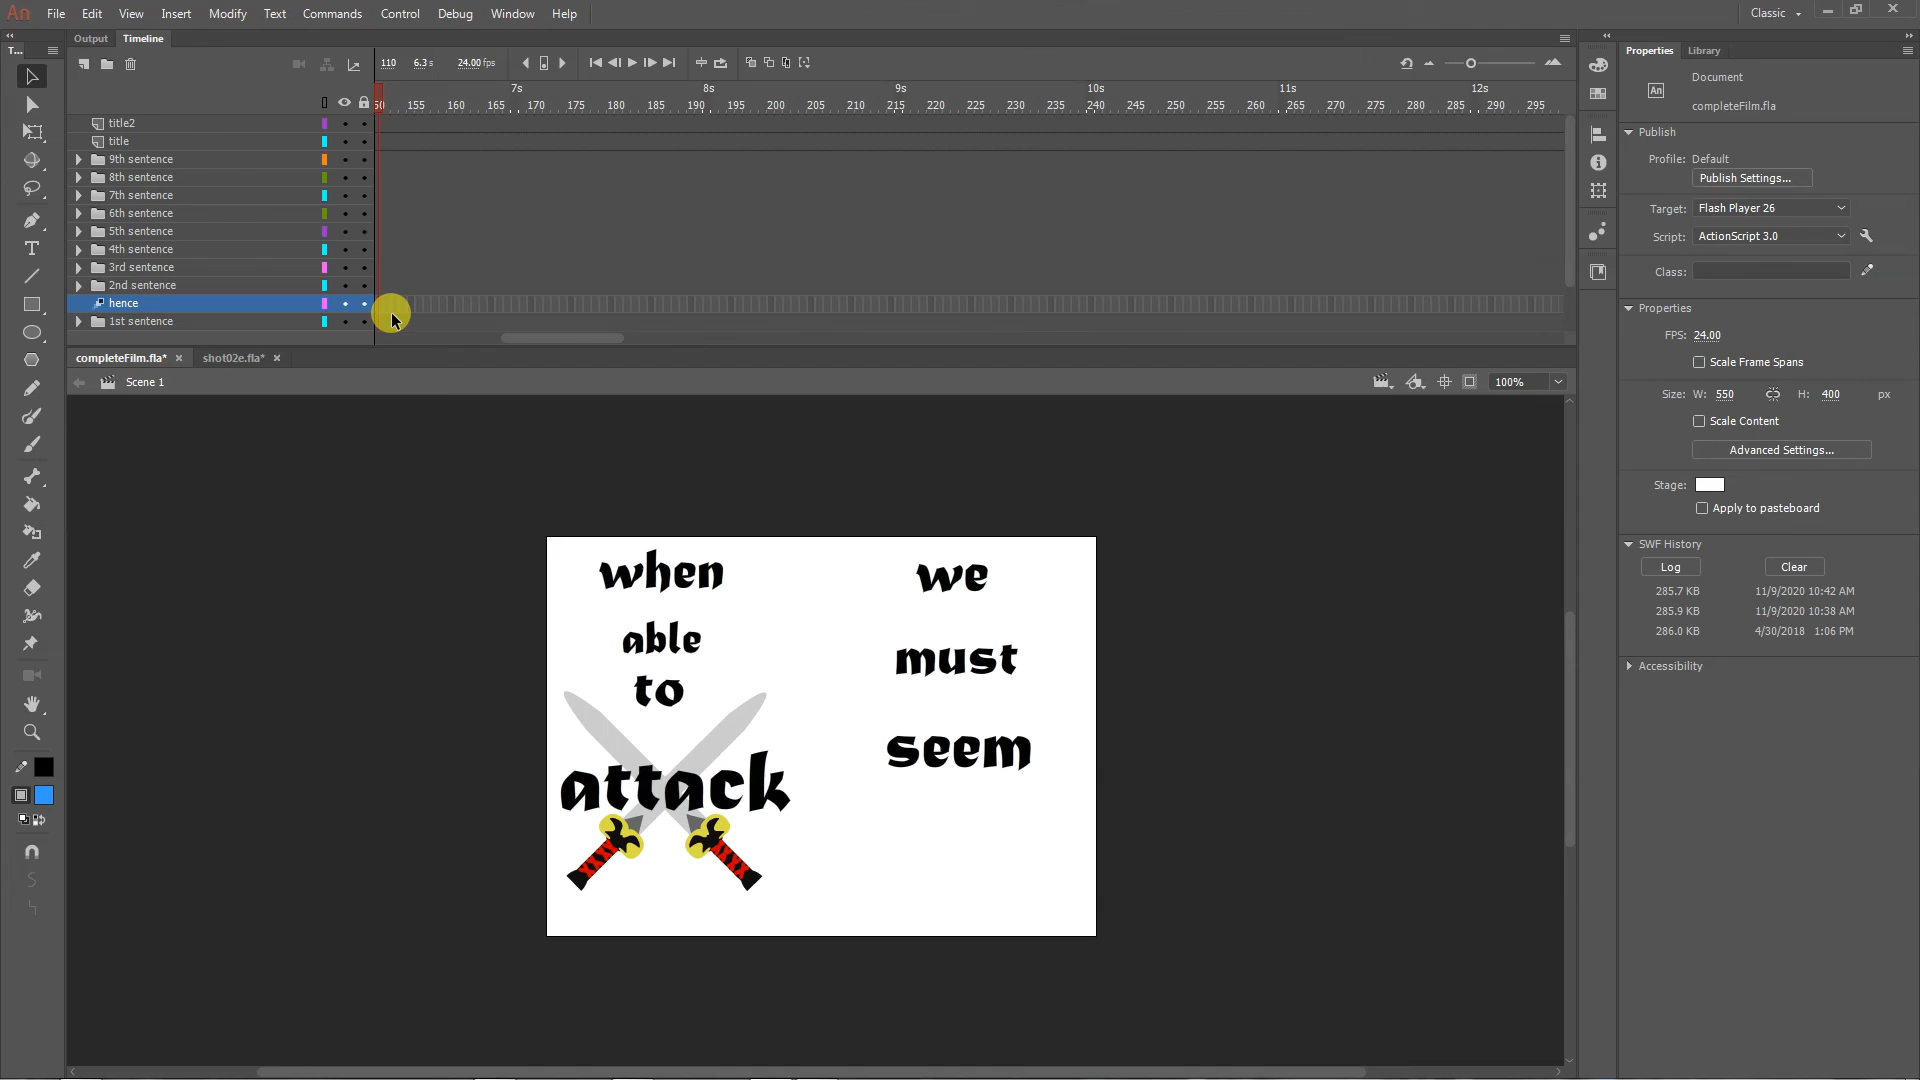 An File Edit View Insert Modify Text Commands Control Debug Window Help Classic
T... Output Timeline
110 6.3 s 24.00 fps
7s 8s 9s 10s 11s 12s
50 155 160 165 170 175 180 185 190 195 200 205 210 215 220 225 230 235 240 245 250 255 260 265 270 275 280 285 290 295
title2
title
9th sentence
8th sentence
7th sentence
6th sentence
5th sentence
4th sentence
3rd sentence
2nd sentence
hence
1st sentence
completeFilm.fla* × shot02e.fla* ×
Scene 1 100%
when
able
to
attack
we
must
seem
Properties Library
An Document
completeFilm.fla
Publish
Profile: Default
Publish Settings...
Target: Flash Player 26
Script: ActionScript 3.0
Class:
Properties
FPS: 24.00
Scale Frame Spans
Size: W: 550 H: 400 px
Scale Content
Advanced Settings...
Stage:
Apply to pasteboard
SWF History
Log Clear
285.7 KB 11/9/2020 10:42 AM
285.9 KB 11/9/2020 10:38 AM
286.0 KB 4/30/2018 1:06 PM
Accessibility